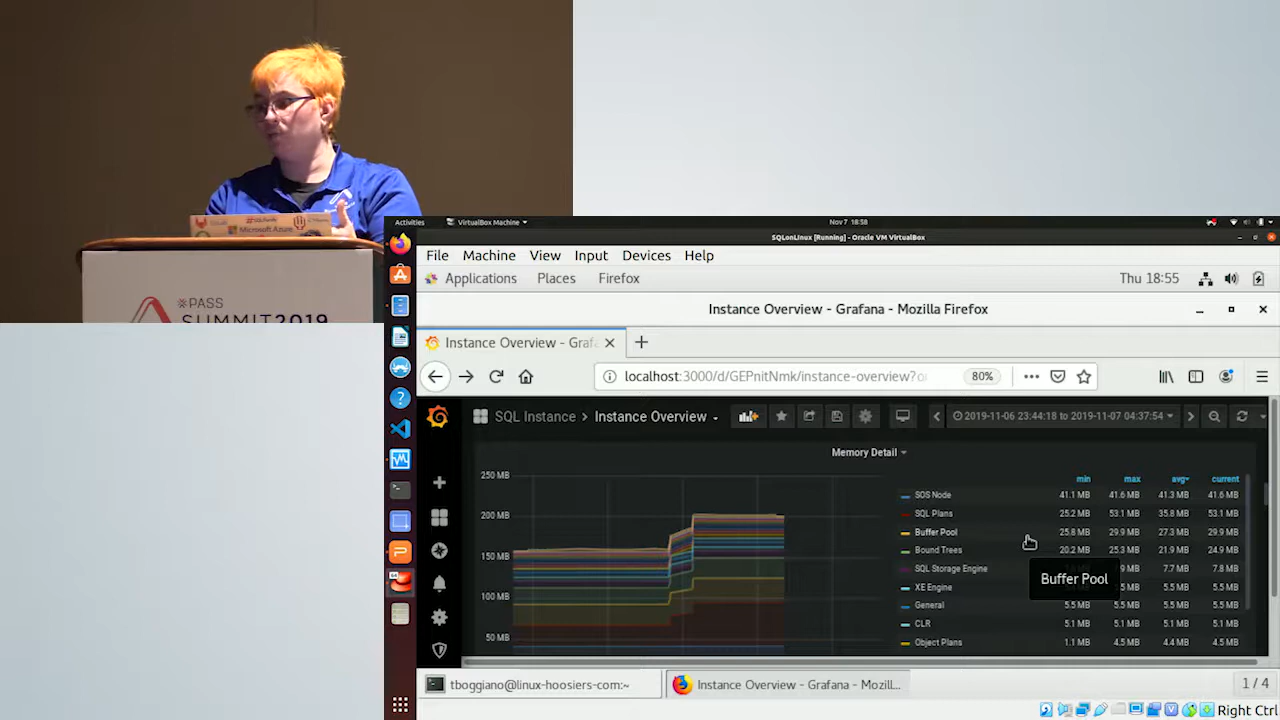 Microsoft Azure
PASS
SUMMIT 2019
Activities
VirtualBox Machine
Nov 7 18:58
SQLonLinux [Running] - Oracle VM VirtualBox
File Machine View Input Devices Help
Applications Places Firefox
Thu 18:55
Instance Overview - Grafana - Mozilla Firefox
Instance Overview - Graf
localhost:3000/d/GEPnitNmk/instance-overview?o
80%
SQL Instance > Instance Overview
2019-11-06 23:44:18 to 2019-11-07 04:37:54
Memory Detail
250 MB
200 MB
150 MB
100 MB
50 MB
min max avg current
SOS Node 41.1 MB 41.6 MB 41.3 MB 41.6 MB
SQL Plans 25.2 MB 53.1 MB 35.8 MB 53.1 MB
Buffer Pool 25.8 MB 29.9 MB 27.3 MB 29.9 MB
Bound Trees 20.2 MB 25.3 MB 21.9 MB 24.9 MB
SQL Storage Engine 9 MB 7.7 MB 7.8 MB
XE Engine 5.5 MB 5.5 MB
General 5.5 MB 5.5 MB 5.5 MB 5.5 MB
CLR 5.1 MB 5.1 MB 5.1 MB 5.1 MB
Object Plans 1.1 MB 4.5 MB 4.4 MB 4.5 MB
Buffer Pool
tboggiano@linux-hoosiers-com:~
Instance Overview - Grafana - Mozill...
1 / 4
Right Ctrl